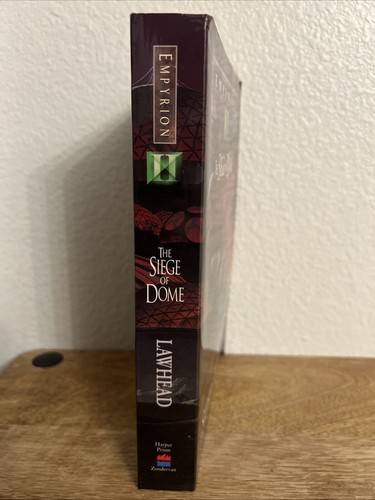 EMPYRION
II
THE
SIEGE
OF
DOME
LAWHEAD
Harper
Prism
Zondervan